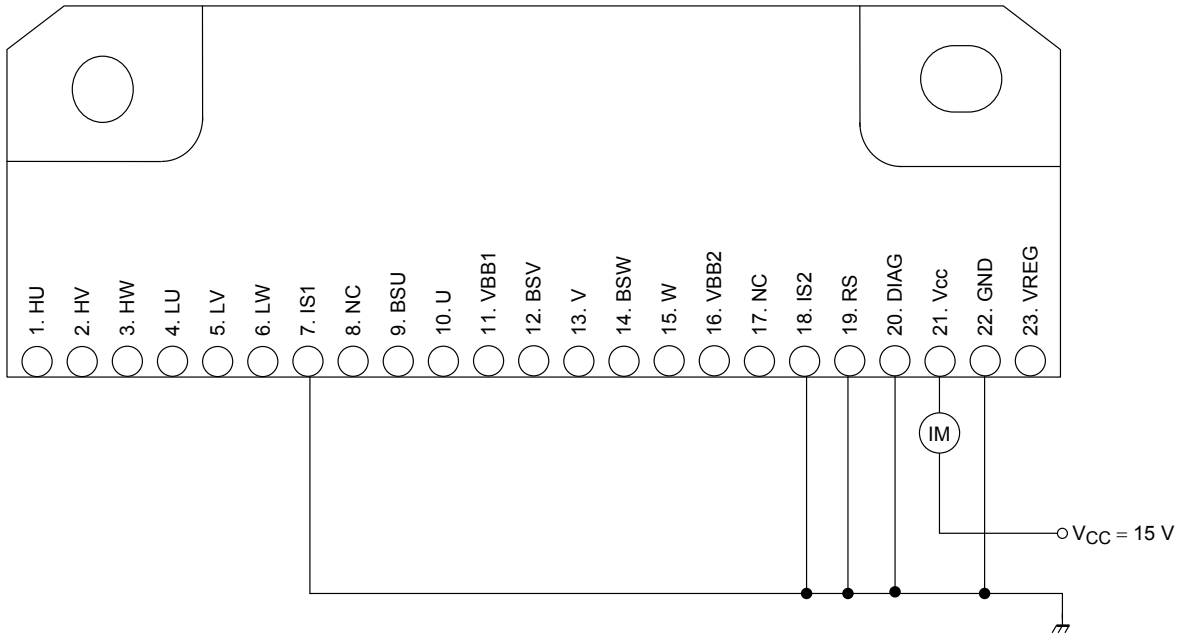 1. HU
2. HV
3. HW
4. LU
5. LV
6. LW
7. IS1
8. NC
9. BSU
10. U
11. VBB1
12. BSV
13. V
14. BSW
15. W
16. VBB2
17. NC
18. IS2
19. RS
20. DIAG
21. Vcc
22. GND
23. VREG
IM
VCC = 15 V